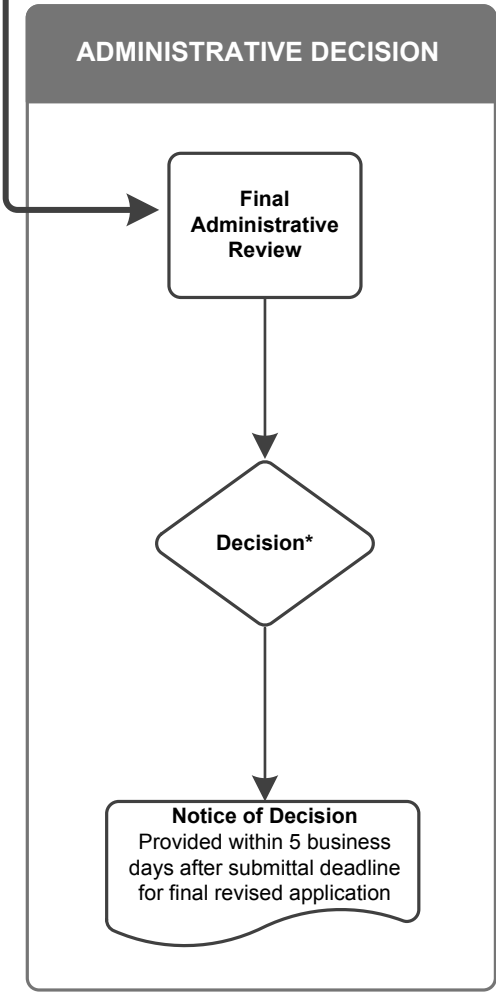 ADMINISTRATIVE DECISION
Final
Administrative
Review
Decision*
Notice of Decision
Provided within 5 business
days after submittal deadline
for final revised application